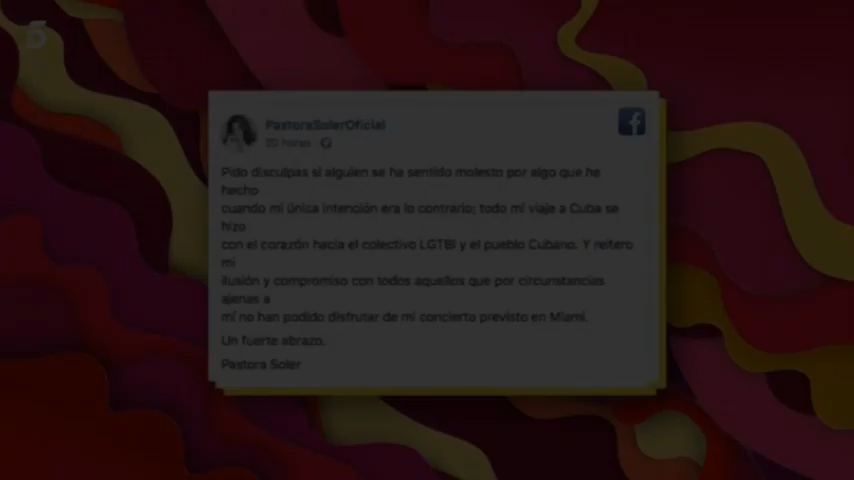 5
PastoraSolerOficial
20 horas
Pido disculpas si alguien se ha sentido molesto por algo que he
hecho
cuando mi única intención era lo contrario; todo mi viaje a Cuba se
hizo
con el corazón hacia el colectivo LGTBI y el pueblo Cubano. Y reitero
mi
ilusión y compromiso con todos aquellos que por circunstancias
ajenas a
mí no han podido disfrutar de mi concierto previsto en Miami.
Un fuerte abrazo.
Pastora Soler